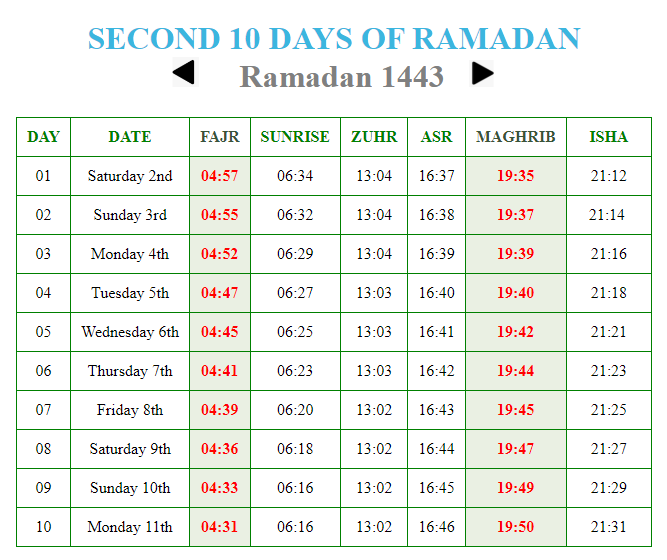 SECOND 10 DAYS OF RAMADAN
Ramadan 1443
DAY DATE FAJR SUNRISE ZUHR ASR MAGHRIB ISHA
01 Saturday 2nd 04:57 06:34 13:04 16:37 19:35 21:12
02 Sunday 3rd 04:55 06:32 13:04 16:38 19:37 21:14
03 Monday 4th 04:52 06:29 13:04 16:39 19:39 21:16
04 Tuesday 5th 04:47 06:27 13:03 16:40 19:40 21:18
05 Wednesday 6th 04:45 06:25 13:03 16:41 19:42 21:21
06 Thursday 7th 04:41 06:23 13:03 16:42 19:44 21:23
07 Friday 8th 04:39 06:20 13:02 16:43 19:45 21:25
08 Saturday 9th 04:36 06:18 13:02 16:44 19:47 21:27
09 Sunday 10th 04:33 06:16 13:02 16:45 19:49 21:29
10 Monday 11th 04:31 06:16 13:02 16:46 19:50 21:31